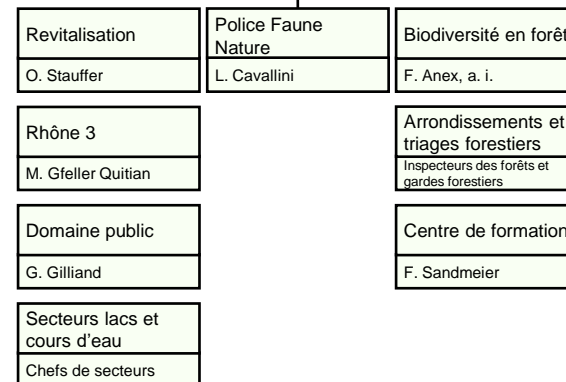 Revitalisation
O. Stauffer
Rhône 3
M. Gfeller Quitian
Domaine public
G. Gilliand
Secteurs lacs et
cours d’eau
Chefs de secteurs
Police Faune
Nature
L. Cavallini
Biodiversité en forêt
F. Anex, a. i.
Arrondissements et
triages forestiers
Inspecteurs des forêts et
gardes forestiers
Centre de formation
F. Sandmeier